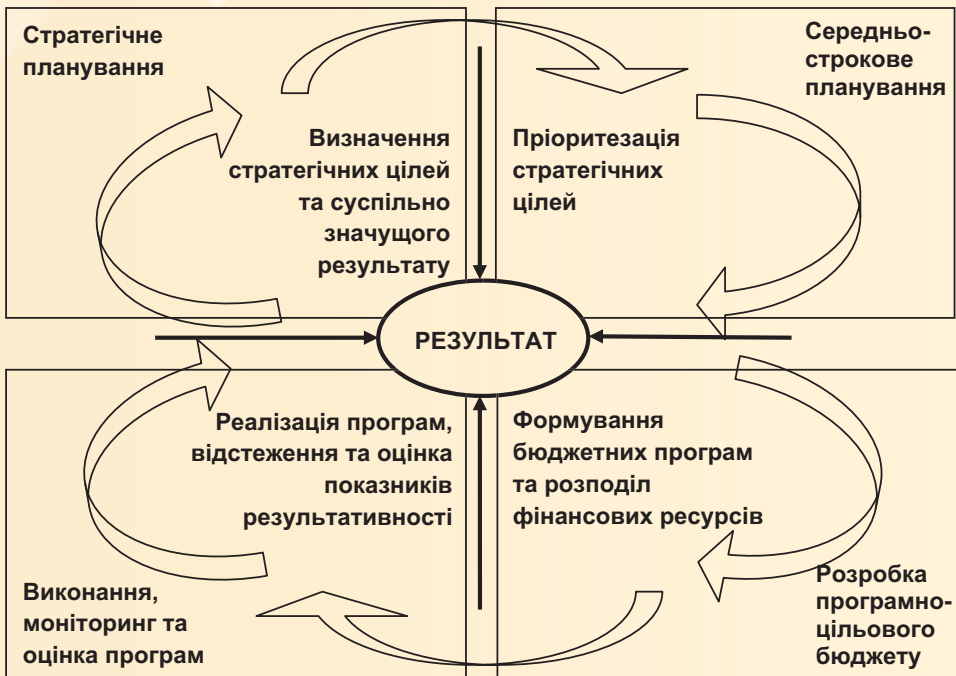 Стратегічне
планування
Визначення
стратегічних цілей
та суспільно
значущого
результату
Середньо-
строкове
планування
Пріоритезація
стратегічних
цілей
РЕЗУЛЬТАТ
Реалізація програм,
відстеження та оцінка
показників
результативності
Виконання,
моніторинг та
оцінка програм
Формування
бюджетних програм
та розподіл
фінансових ресурсів
Розробка
програмно-
цільового
бюджету